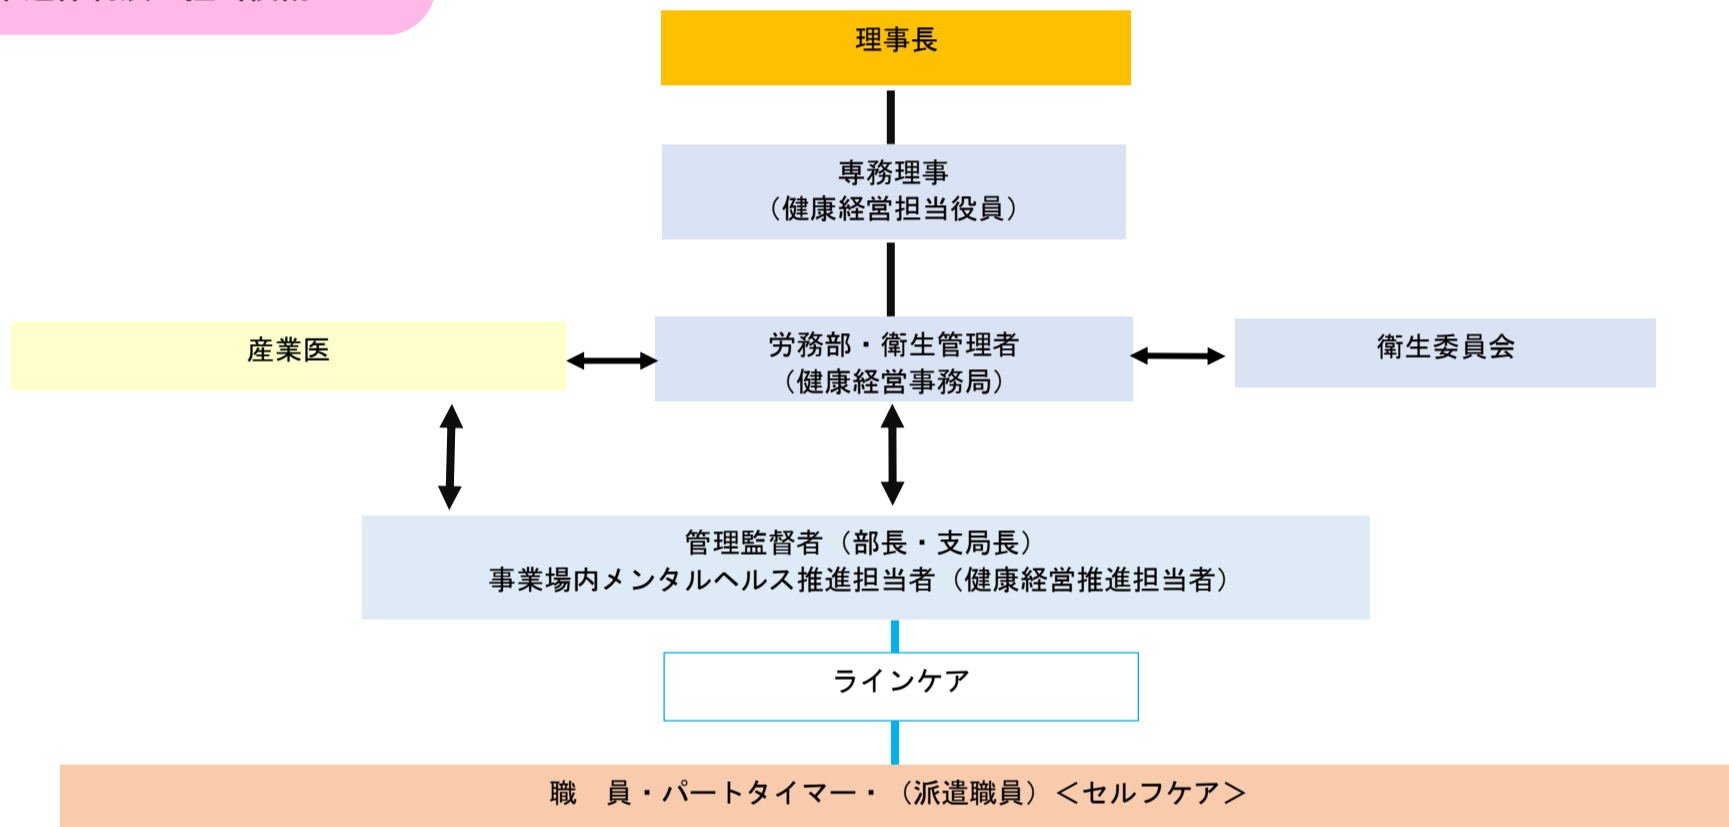 理事長
専務理事
（健康経営担当役員）
産業医
労務部・衛生管理者
（健康経営事務局）
衛生委員会
管理監督者（部長・支局長）
事業場内メンタルヘルス推進担当者（健康経営推進担当者）
ラインケア
職　員・パートタイマー・（派遣職員）＜セルフケア＞